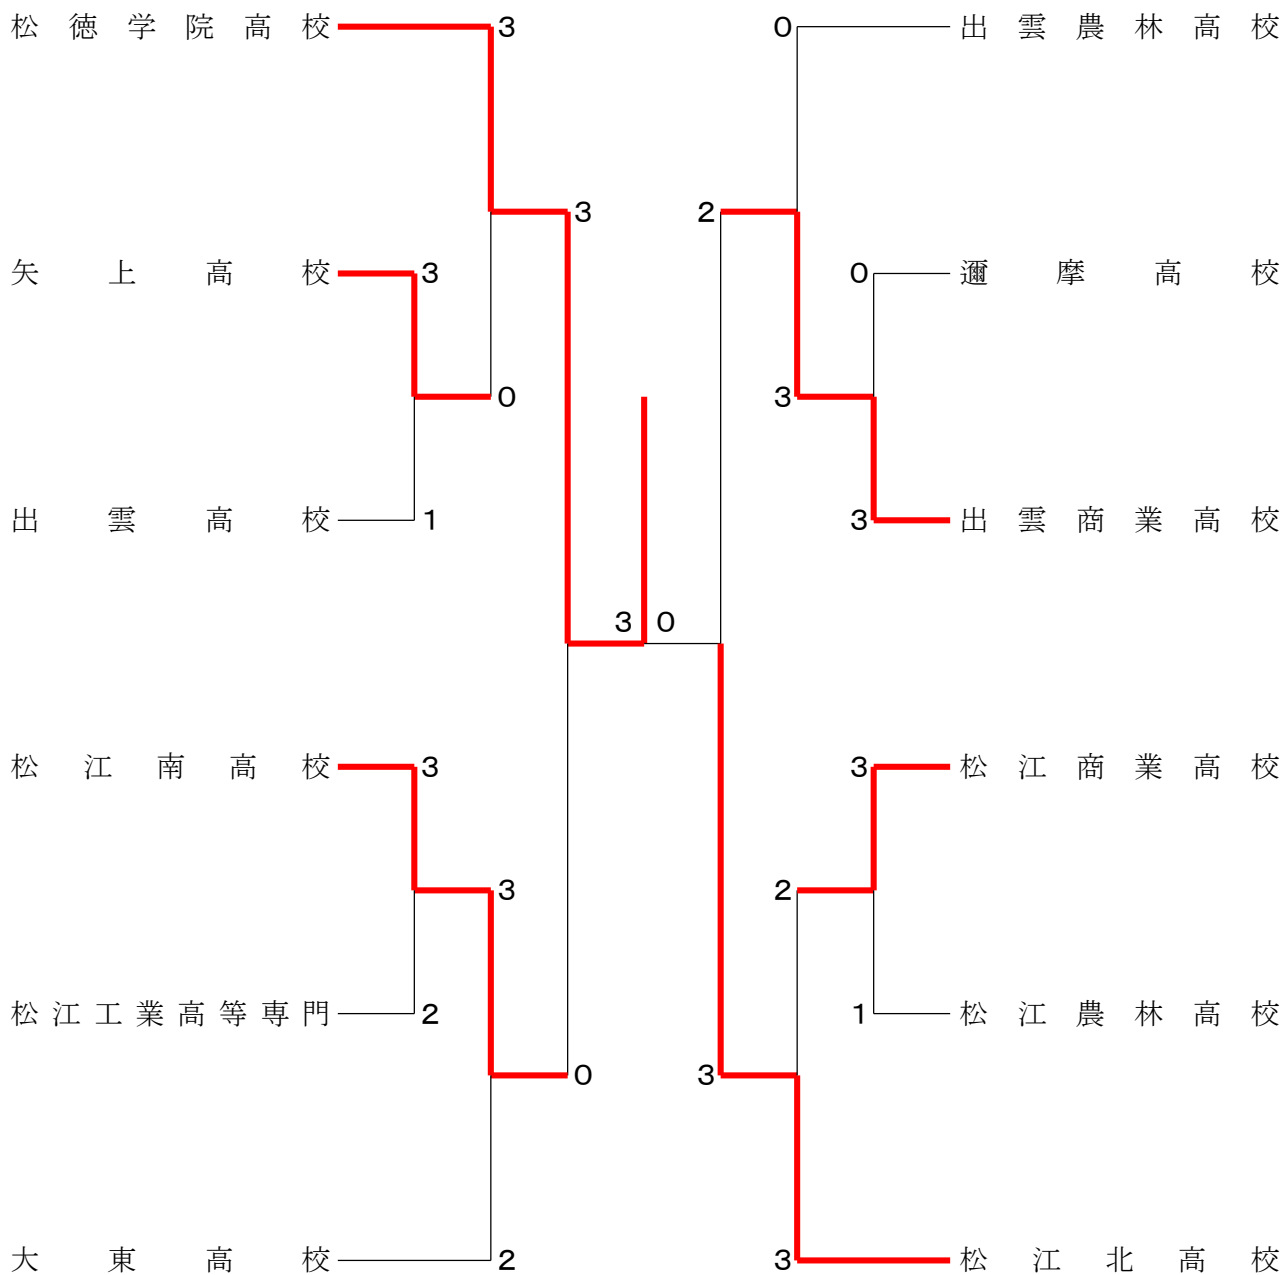 松徳学院高校 3 0 出雲農林高校
3 2
矢上高校 3 0 邇摩高校
0 3
出雲高校 1 3 出雲商業高校
3 0
松江南高校 3 3 松江商業高校
3 2
松江工業高等専門 2 1 松江農林高校
0 3
大東高校 2 3 松江北高校